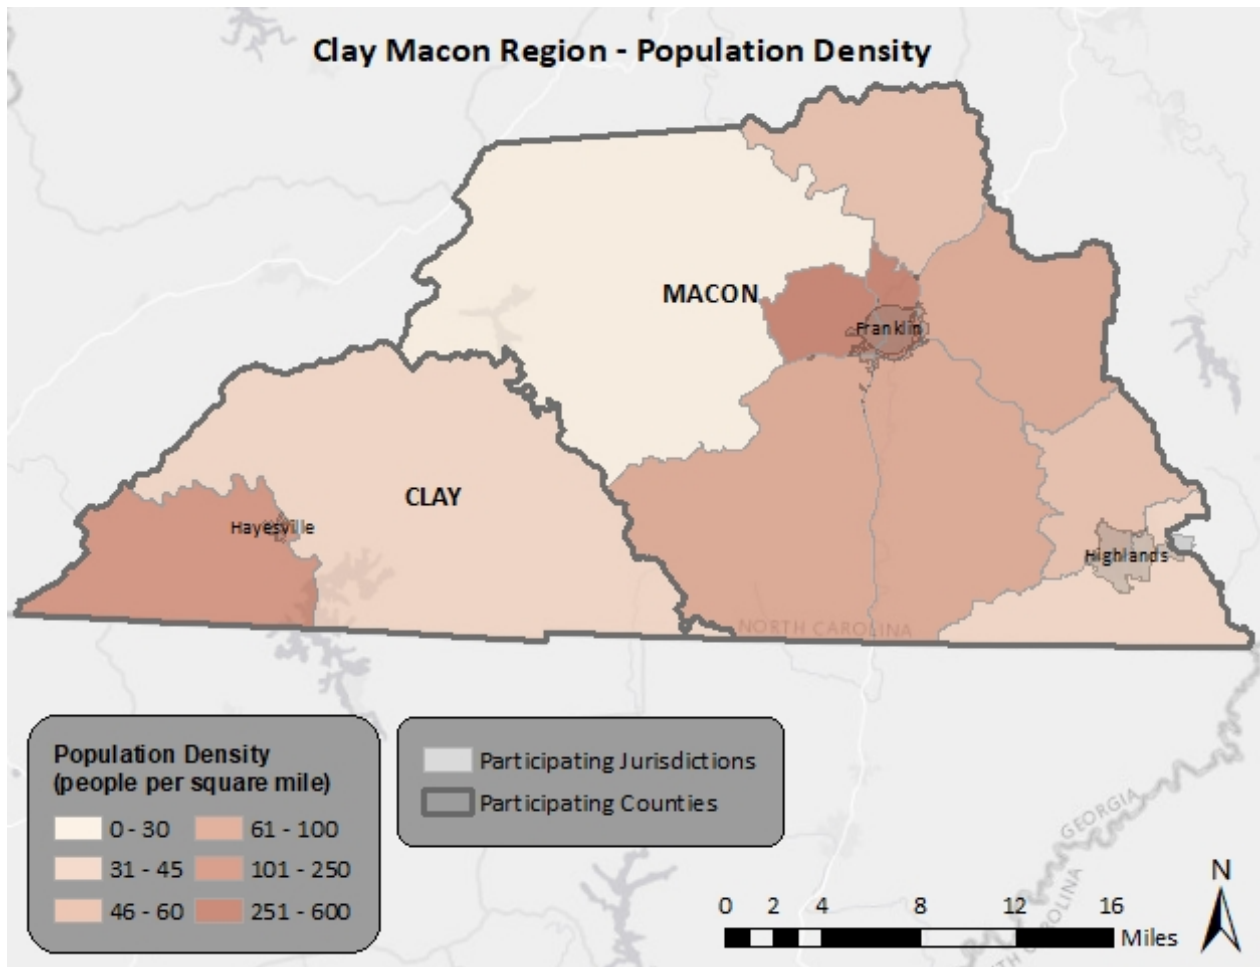 Clay Macon Region - Population Density
MACON
Franklin
CLAY
Hayesville
Highlands
NORTH CAROLINA
Population Density
(people per square mile)
0 - 30
61 - 100
31 - 45
101 - 250
46 - 60
251 - 600
Participating Jurisdictions
Participating Counties
GEORGIA
CAROLINA
N
0 2 4 8 12 16
Miles